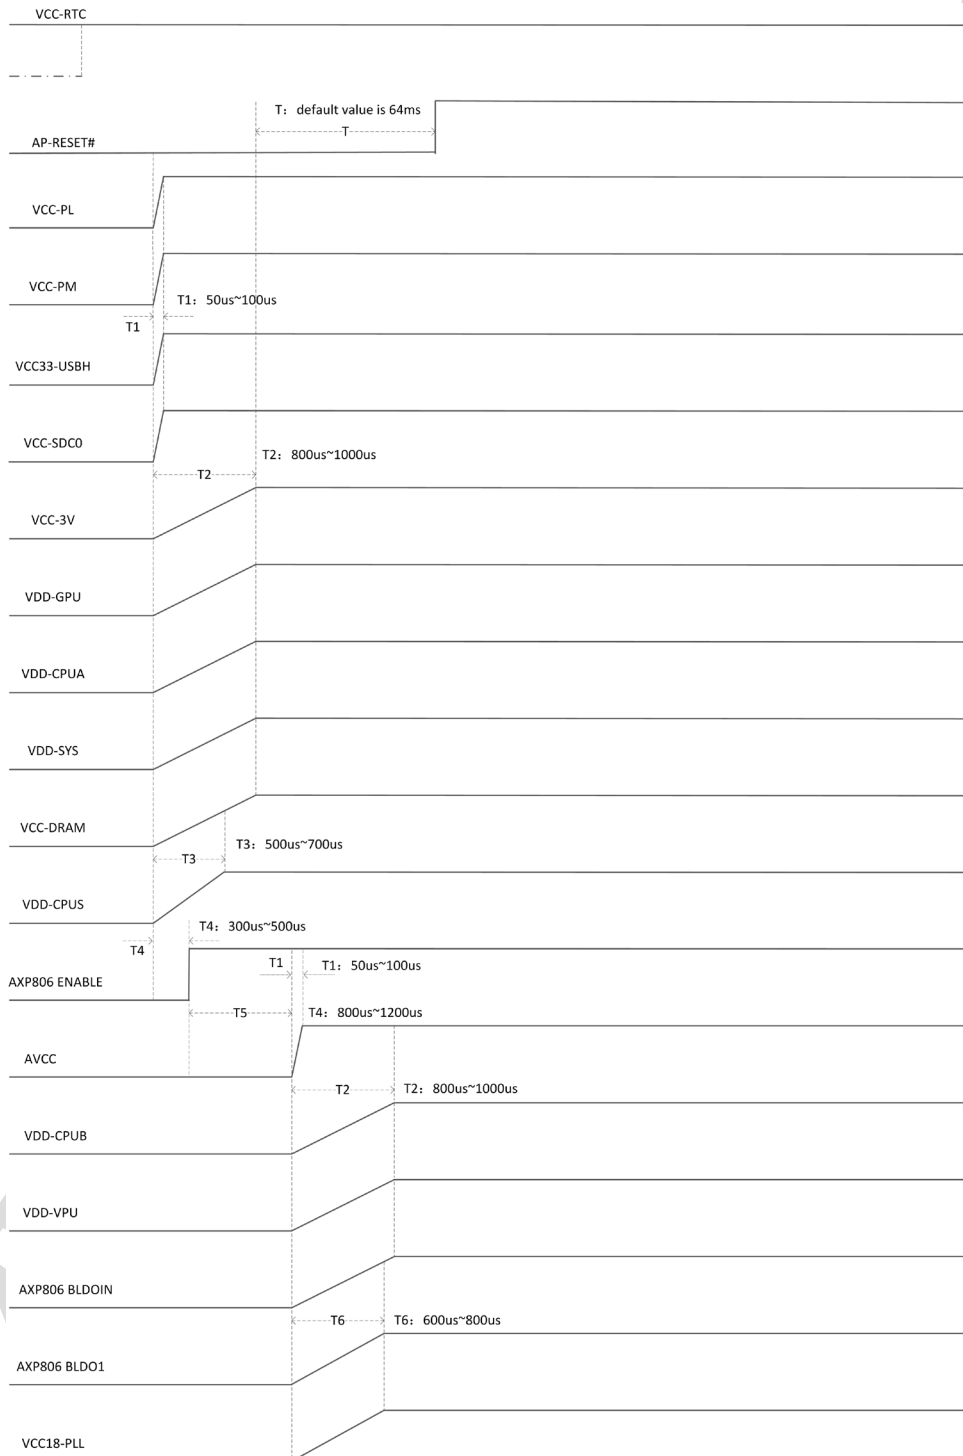 VCC-RTC
T：default value is 64ms
T
AP-RESET#
VCC-PL
VCC-PM
T1：50us~100us
T1
VCC33-USBH
VCC-SDC0
T2：800us~1000us
T2
VCC-3V
VDD-GPU
VDD-CPUA
VDD-SYS
VCC-DRAM
T3：500us~700us
T3
VDD-CPUS
T4：300us~500us
T4
T1
T1：50us~100us
AXP806 ENABLE
T5
T4：800us~1200us
AVCC
T2
T2：800us~1000us
VDD-CPUB
VDD-VPU
AXP806 BLDOIN
T6
T6：600us~800us
AXP806 BLDO1
VCC18-PLL